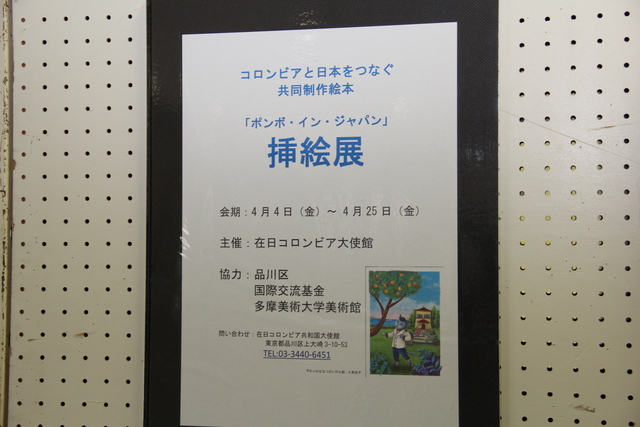 コロンビアと日本をつなぐ
共同制作絵本
「ポンボ・イン・ジャパン」
挿絵展
会期：4月4日（金）～4月25日（金）
主催：在日コロンビア大使館
協力：品川区
国際交流基金
多摩美術大学美術館
問い合わせ：在日コロンビア共和国大使館
東京都品川区上大崎3-10-53
TEL:03-3440-6451